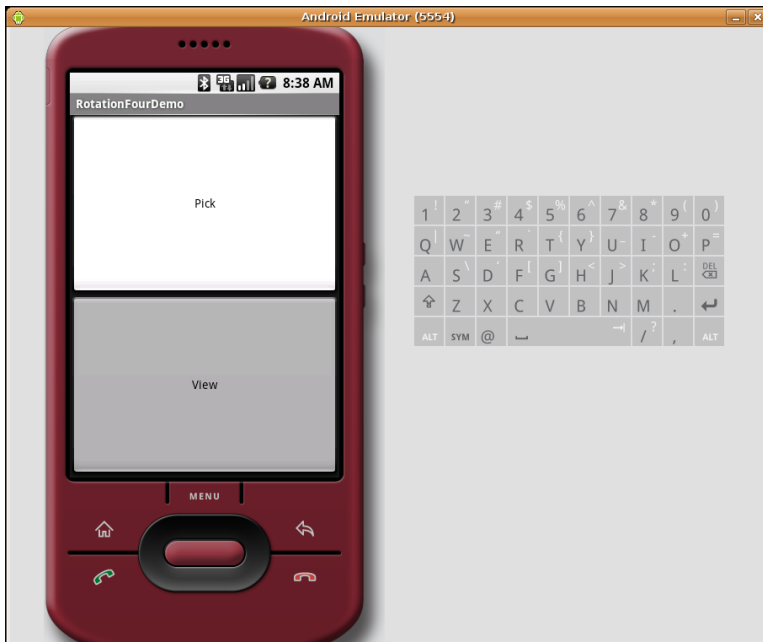 Android Emulator (5554)
3G
? 8:38 AM
RotationFourDemo
Pick
View
MENU
1 ! 2 " 3 # 4 $ 5 % 6 ^ 7 & 8 * 9 ( 0 )
Q | W ~ E " R ` T { Y } U _ I - O + P =
A S \ D ' F [ G ] H < J > K ; L : DEL
Z X C V B N M .
ALT SYM @ / ? , ALT